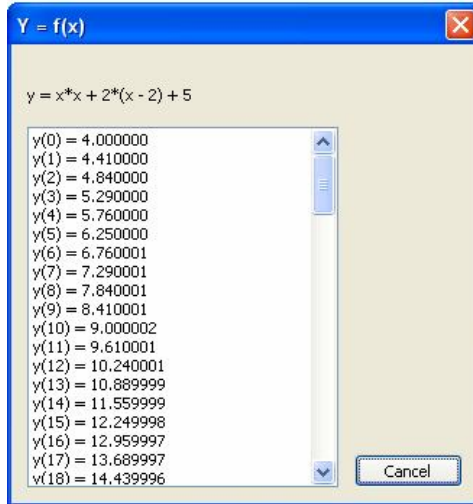 Y = f(x)
y = x*x + 2*(x - 2) + 5
y(0) = 4.000000
y(1) = 4.410000
y(2) = 4.840000
y(3) = 5.290000
y(4) = 5.760000
y(5) = 6.250000
y(6) = 6.760001
y(7) = 7.290001
y(8) = 7.840001
y(9) = 8.410001
y(10) = 9.000002
y(11) = 9.610001
y(12) = 10.240001
y(13) = 10.889999
y(14) = 11.559999
y(15) = 12.249998
y(16) = 12.959997
y(17) = 13.689997
y(18) = 14.439996
Cancel